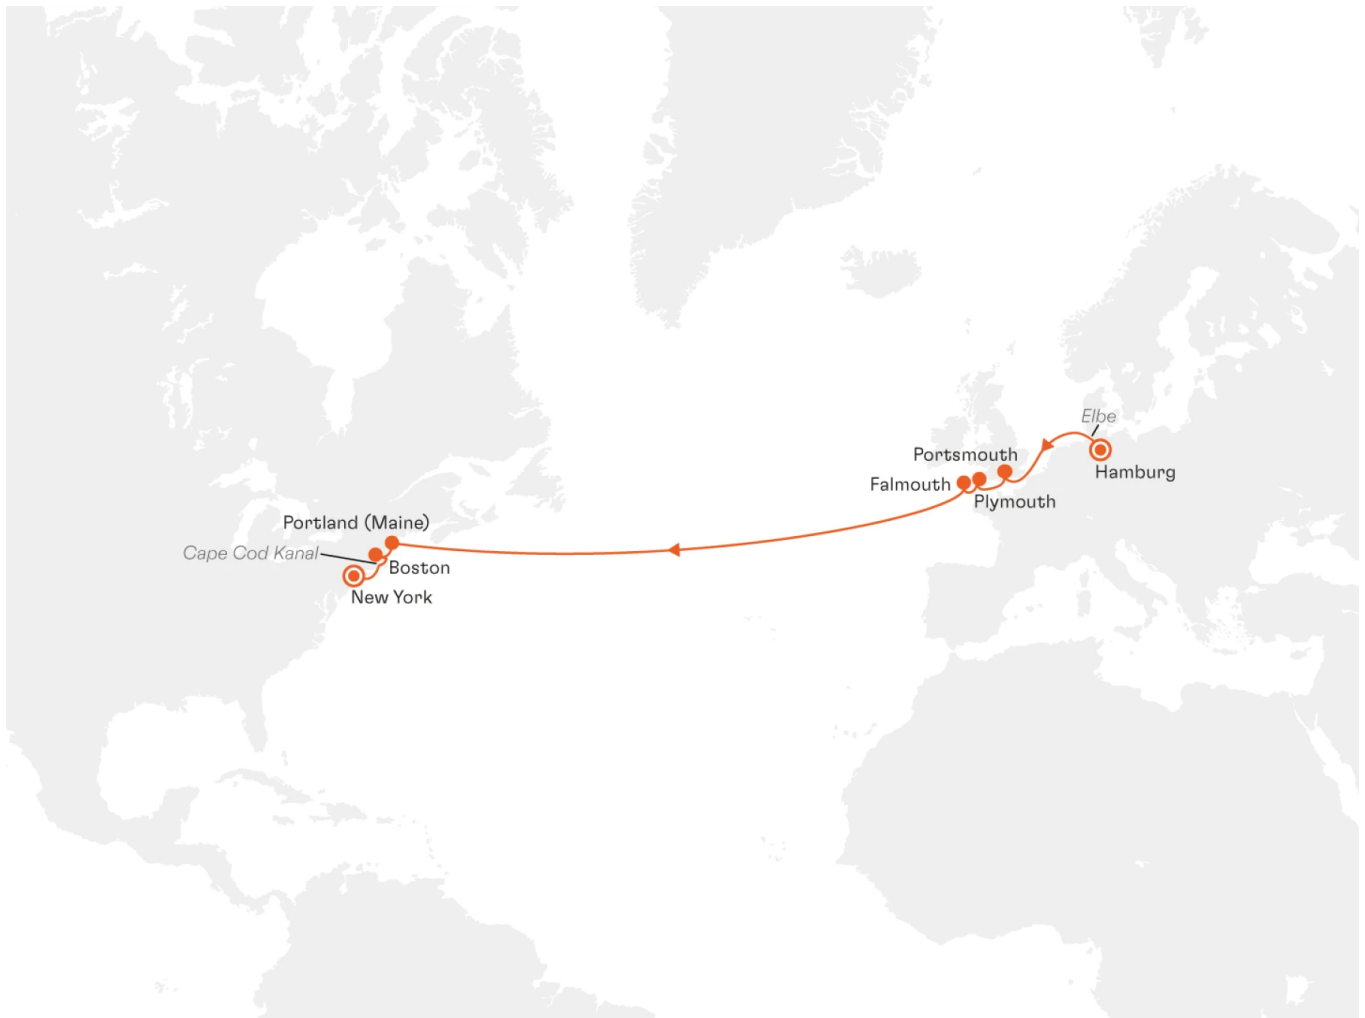 Elbe
Portsmouth
Hamburg
Falmouth
Plymouth
Portland (Maine)
Cape Cod Kanal
Boston
New York